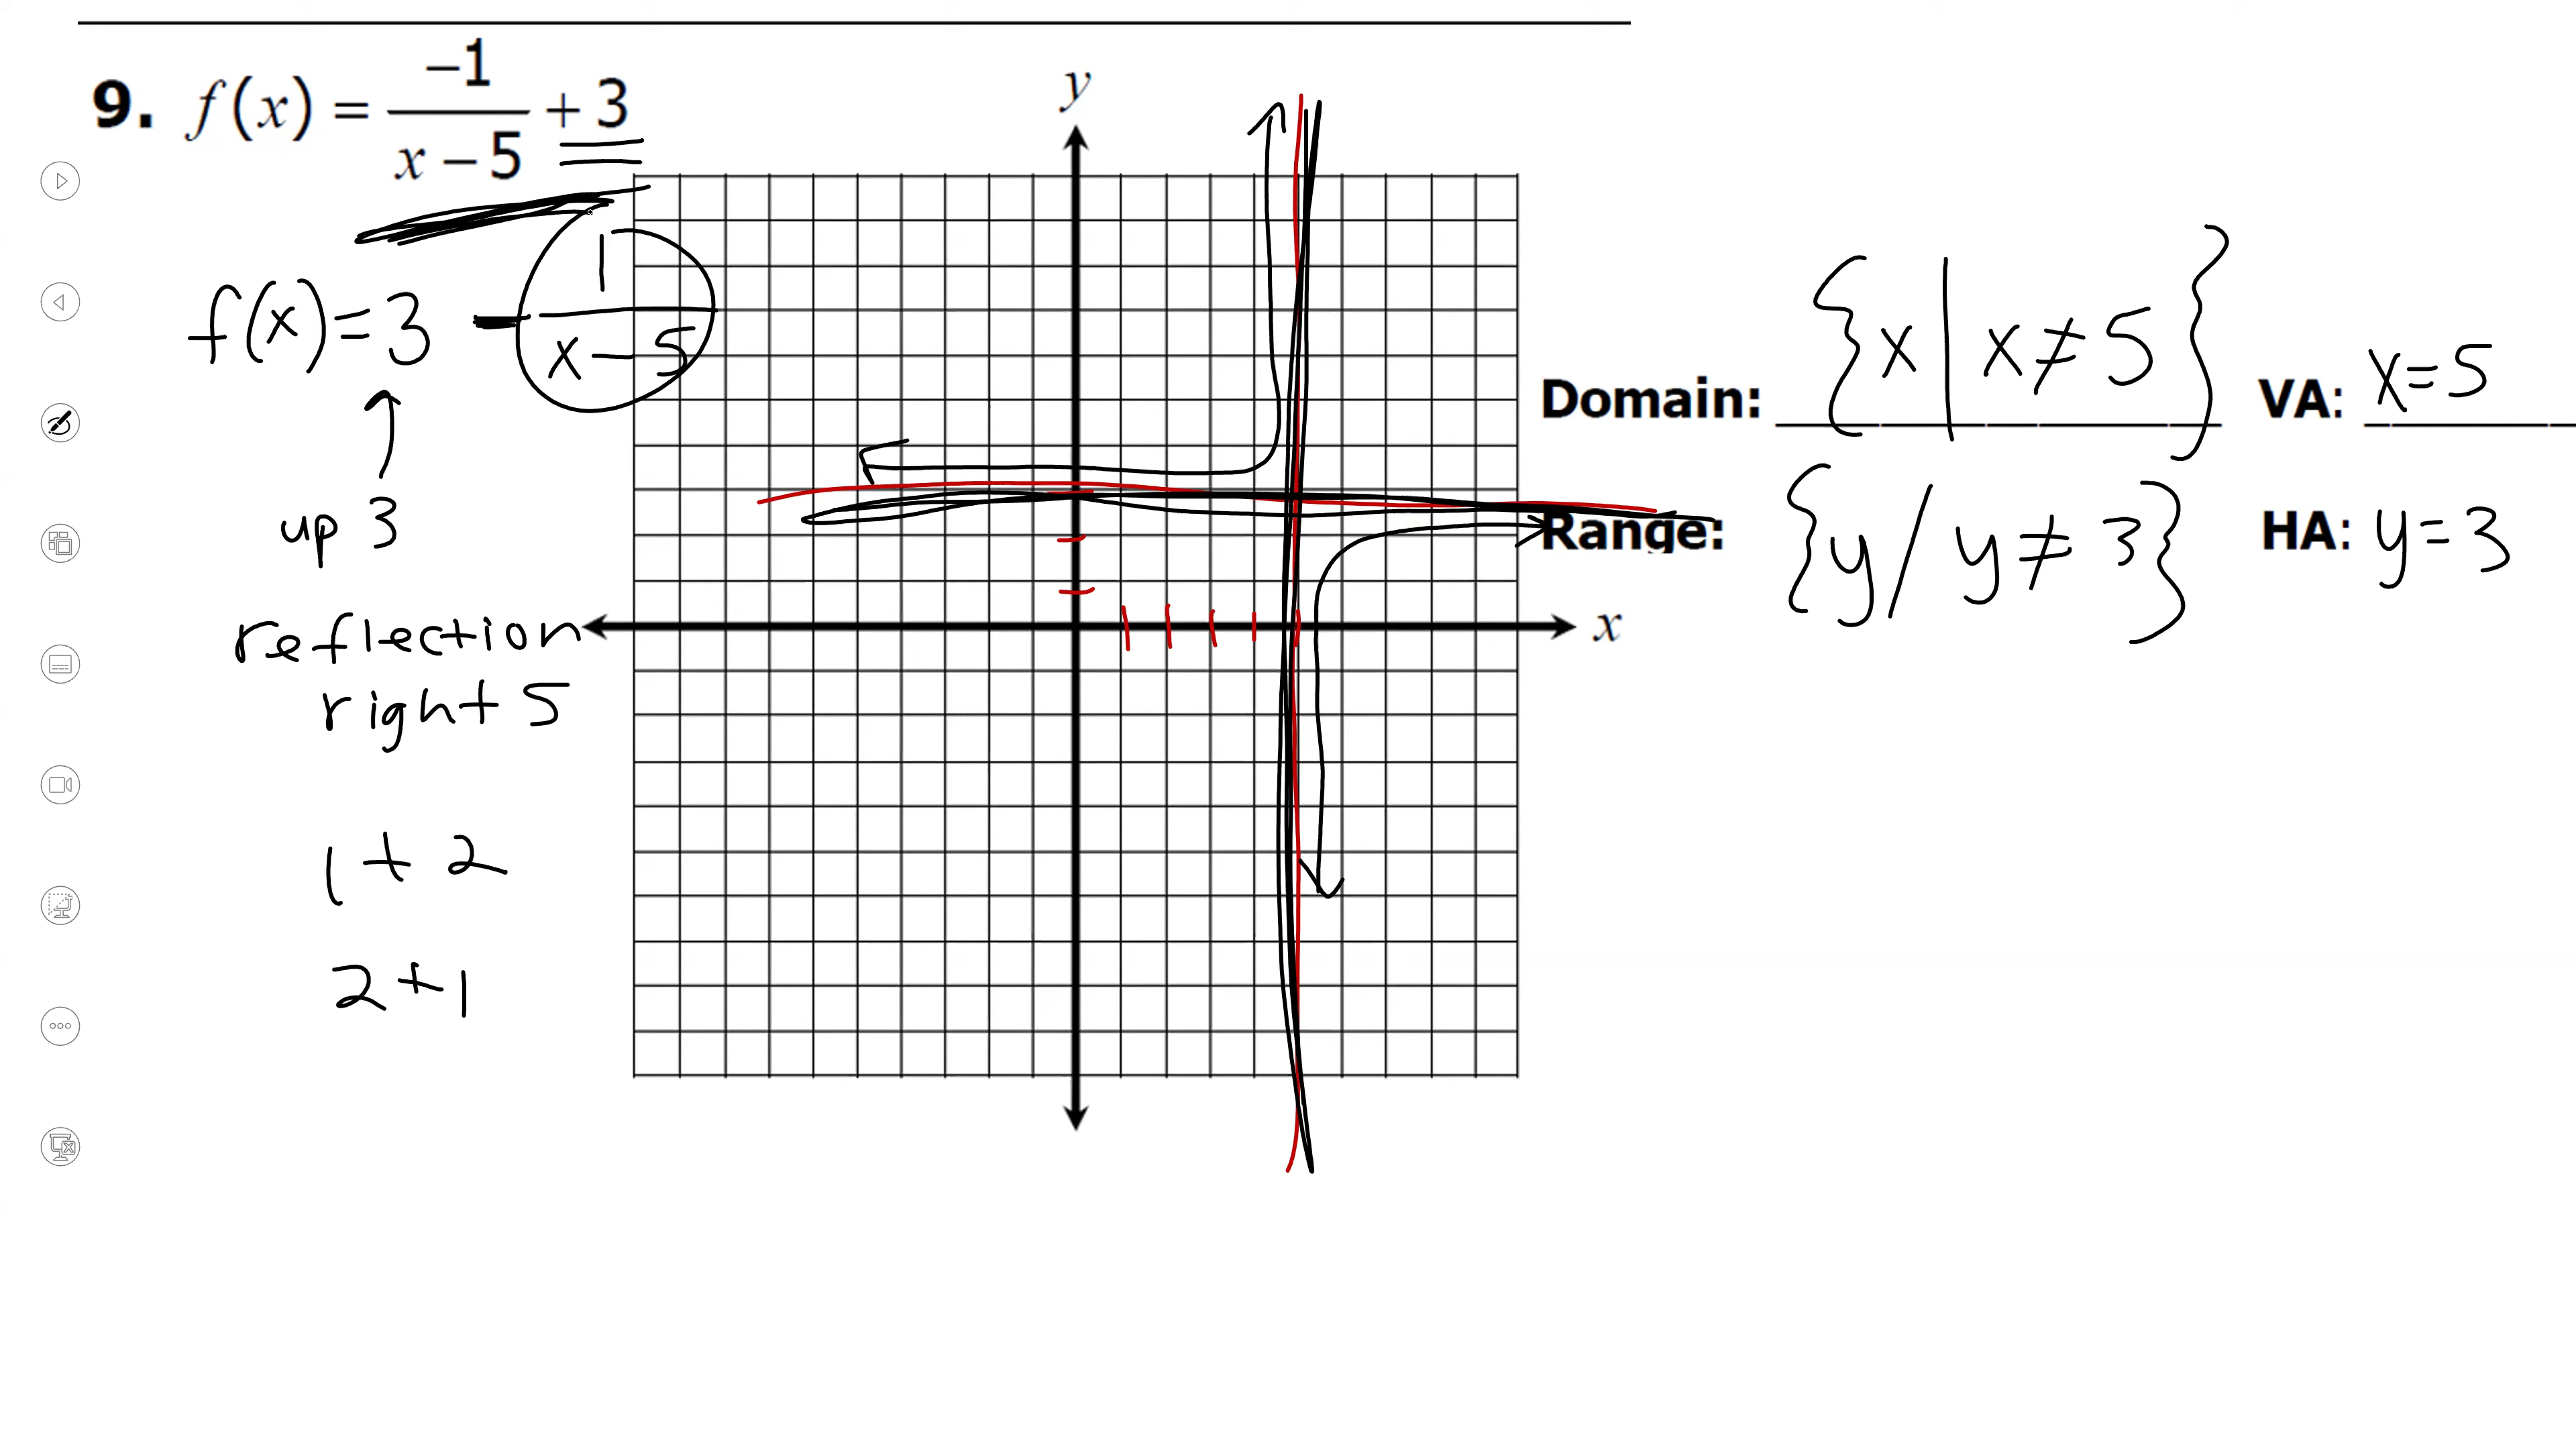 9. f(x) = -1/(x - 5) + 3
f(x) = 3 - 1/(x - 5)
up 3
reflection
right 5
1 + 2
2 + 1
y
x
Domain: {x | x ≠ 5} VA: x = 5
Range: {y / y ≠ 3} HA: y = 3